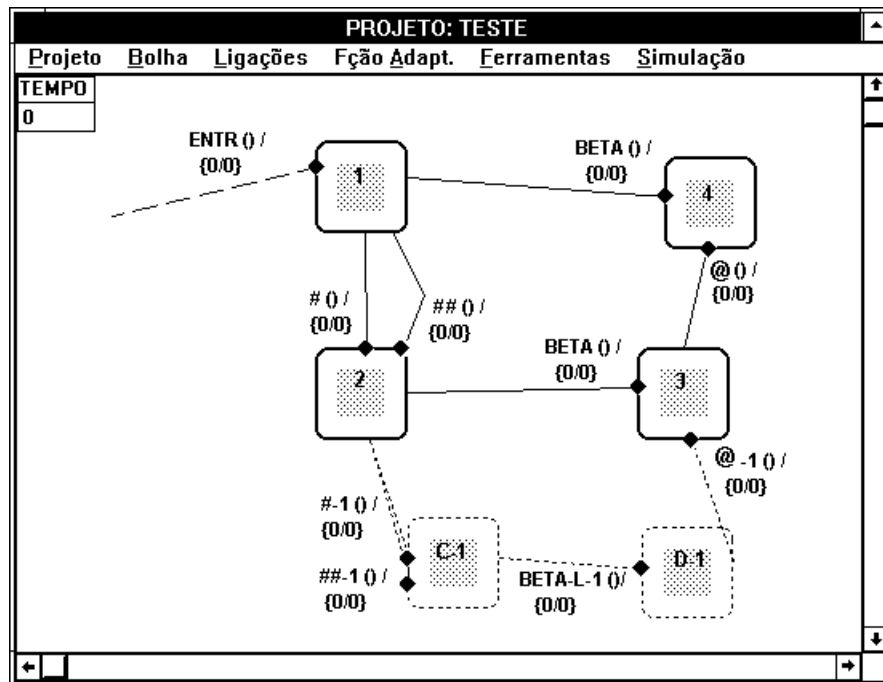 PROJETO: TESTE
Projeto Bolha Ligações Fção Adapt. Ferramentas Simulação
TEMPO
0
ENTR () /
{0/0}
1
BETA () /
{0/0}
4
# () /
{0/0}
## () /
{0/0}
@ () /
{0/0}
2
BETA () /
{0/0}
3
@ -1 () /
{0/0}
#-1 () /
{0/0}
##-1 () /
{0/0}
C-1
BETA-L-1 ()/
{0/0}
D-1